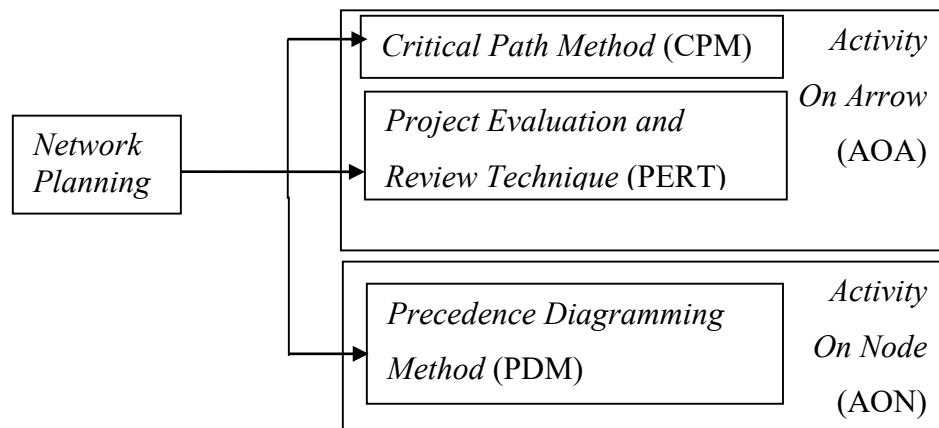 Network
Planning
Critical Path Method (CPM)
Project Evaluation and
Review Technique (PERT)
Activity
On Arrow
(AOA)
Precedence Diagramming
Method (PDM)
Activity
On Node
(AON)